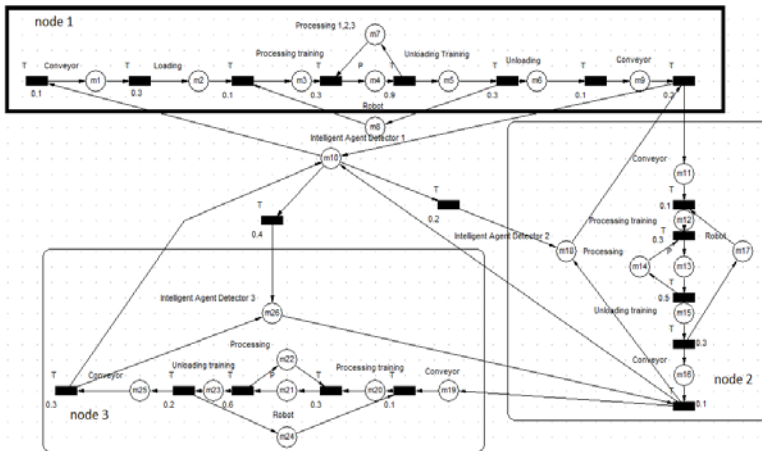 node 1
Processing 1,2,3
m7
Processing training
Unloading Training
Conveyor
Loading
Unloading
Conveyor
T
T
T
T
P
T
T
T
T
m1
m2
m3
m4
m5
m6
m9
0,1
0.3
0.1
0.3
0.9
0.3
0.1
0.2
Robot
m8
Intelligent Agent Detector 1
m10
Conveyor
m11
T
0.1
T
0.2
T
0.4
Processing training
m12
T
0.3
Robot
Intelligent Agent Detector 2
m18
Processing
P
m14
m13
m17
T
0.5
Unloading training
m15
T
0.3
Conveyor
m16
T
0.1
node 2
Intelligent Agent Detector 3
m26
Processing
m22
Unloading training
Processing training
Conveyor
Conveyor
T
T
T
P
T
T
m25
m23
m21
m20
m19
0.3
0.2
0.6
0.3
0.1
node 3
Robot
m24